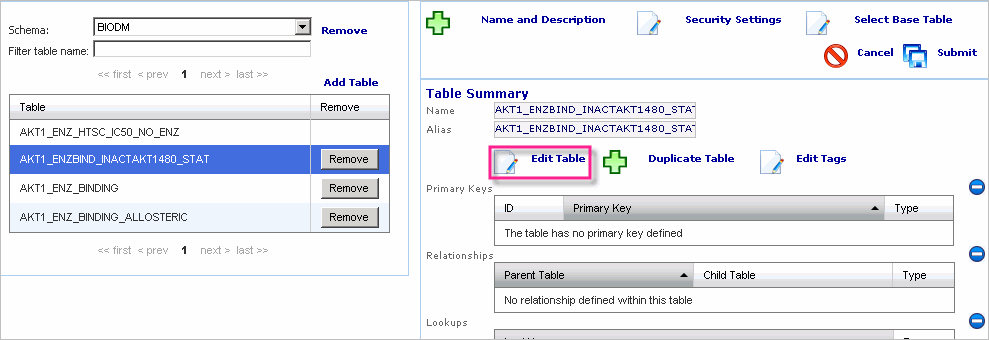 Schema: BIODM Remove
Filter table name:
<< first < prev 1 next > last >>
Add Table
Table Remove
AKT1_ENZ_HTSC_IC50_NO_ENZ
AKT1_ENZBIND_INACTAKT1480_STAT Remove
AKT1_ENZ_BINDING Remove
AKT1_ENZ_BINDING_ALLOSTERIC Remove
<< first < prev 1 next > last >>
Name and Description Security Settings Select Base Table
Cancel Submit
Table Summary
Name AKT1_ENZBIND_INACTAKT1480_STAT
Alias AKT1_ENZBIND_INACTAKT1480_STAT
Edit Table Duplicate Table Edit Tags
Primary Keys
ID Primary Key Type
The table has no primary key defined
Relationships
Parent Table Child Table Type
No relationship defined within this table
Lookups